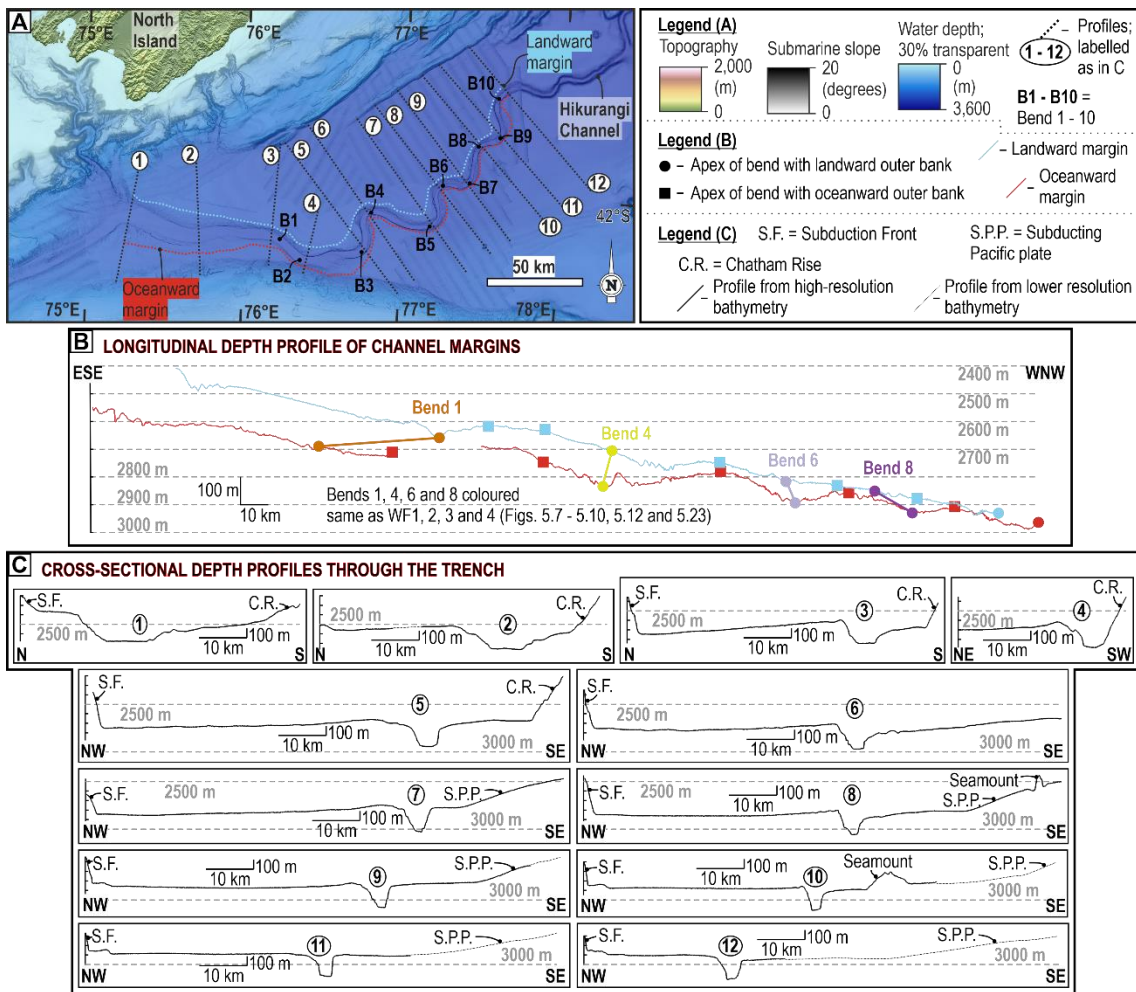 A
75°E
North
Island
76°E
77°E
Landward
margin
B10
Hikurangi
Channel
1
2
3
5
6
7
8
9
4
B1
B2
B3
B4
B5
B6
B7
B8
B9
12
11
10
42°S
50 km
N
Oceanward
margin
75°E
76°E
77°E
Legend (A)
Topography
2,000
(m)
0
Submarine slope
20
(degrees)
0
Water depth;
30% transparent
0
(m)
3,600
Profiles;
labelled
as in C
1 - 12
B1 - B10 =
Bend 1 - 10
Landward margin
Oceanward
margin
Legend (B)
– Apex of bend with landward outer bank
– Apex of bend with oceanward outer bank
Legend (C)
S.F. = Subduction Front
S.P.P. = Subducting
Pacific plate
C.R. = Chatham Rise
Profile from high-resolution
bathymetry
Profile from lower resolution
bathymetry
B LONGITUDINAL DEPTH PROFILE OF CHANNEL MARGINS
ESE
WNW
2400 m
2500 m
2600 m
2700 m
2800 m
2900 m
3000 m
Bend 1
Bend 4
Bend 6
Bend 8
100 m
10 km
Bends 1, 4, 6 and 8 coloured
same as WF1, 2, 3 and 4 (Figs. 5.7 - 5.10, 5.12 and 5.23)
C CROSS-SECTIONAL DEPTH PROFILES THROUGH THE TRENCH
S.F.
C.R.
2500 m
1
100 m
10 km
N
S
2500 m
2
C.R.
100 m
10 km
N
S
S.F.
C.R.
2500 m
3
100 m
10 km
N
S
C.R.
2500 m
4
100 m
10 km
NE
SW
S.F.
C.R.
2500 m
5
100 m
10 km
3000 m
NW
SE
S.F.
2500 m
6
100 m
10 km
3000 m
NW
SE
S.F.
2500 m
7
S.P.P.
100 m
10 km
3000 m
NW
SE
S.F.
2500 m
100 m
10 km
8
Seamount
S.P.P.
3000 m
NW
SE
S.F.
100 m
10 km
9
S.P.P.
3000 m
NW
SE
S.F.
100 m
10 km
10
Seamount
S.P.P.
3000 m
NW
SE
S.F.
100 m
10 km
11
S.P.P.
3000 m
NW
SE
S.F.
12
100 m
10 km
S.P.P.
3000 m
NW
SE